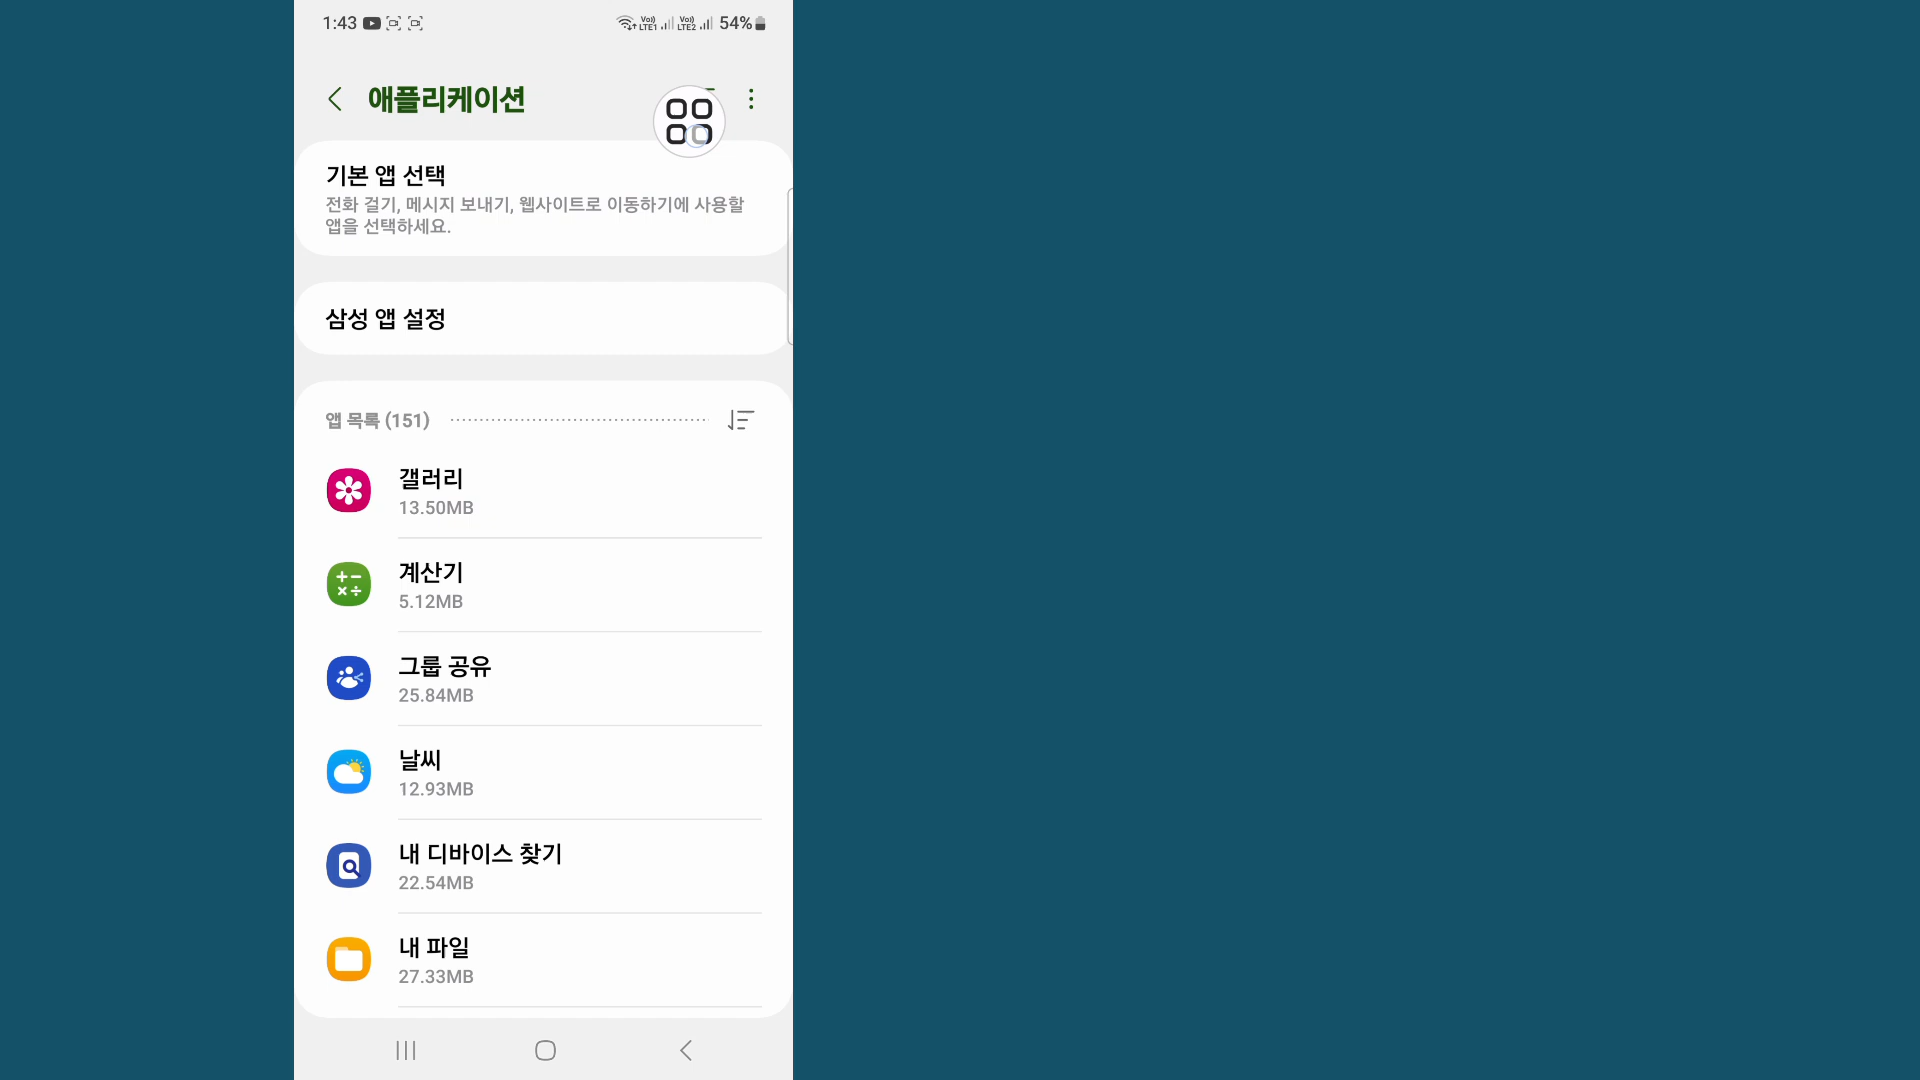 1:43
Vo)) LTE1 Vo)) LTE2 54%
애플리케이션
기본 앱 선택
전화 걸기, 메시지 보내기, 웹사이트로 이동하기에 사용할
앱을 선택하세요.
삼성 앱 설정
앱 목록 (151)
갤러리
13.50MB
계산기
5.12MB
그룹 공유
25.84MB
날씨
12.93MB
내 디바이스 찾기
22.54MB
내 파일
27.33MB